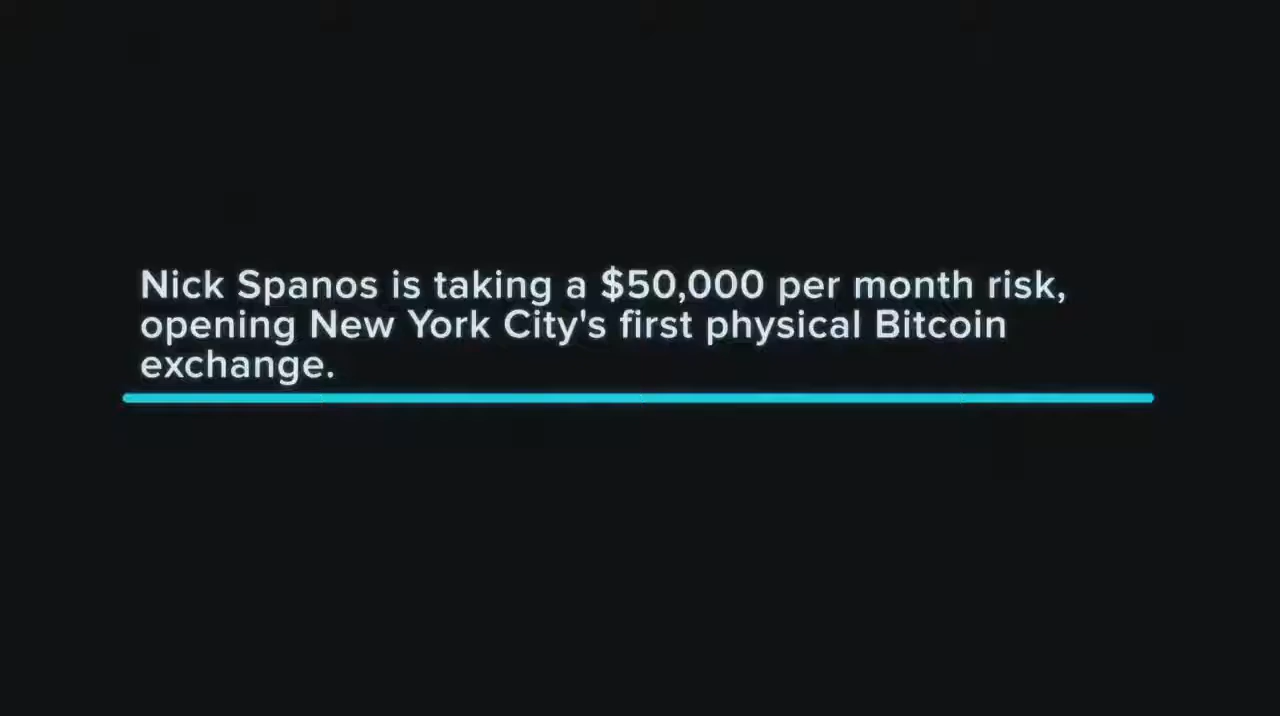 Nick Spanos is taking a $50,000 per month risk,
opening New York City's first physical Bitcoin
exchange.